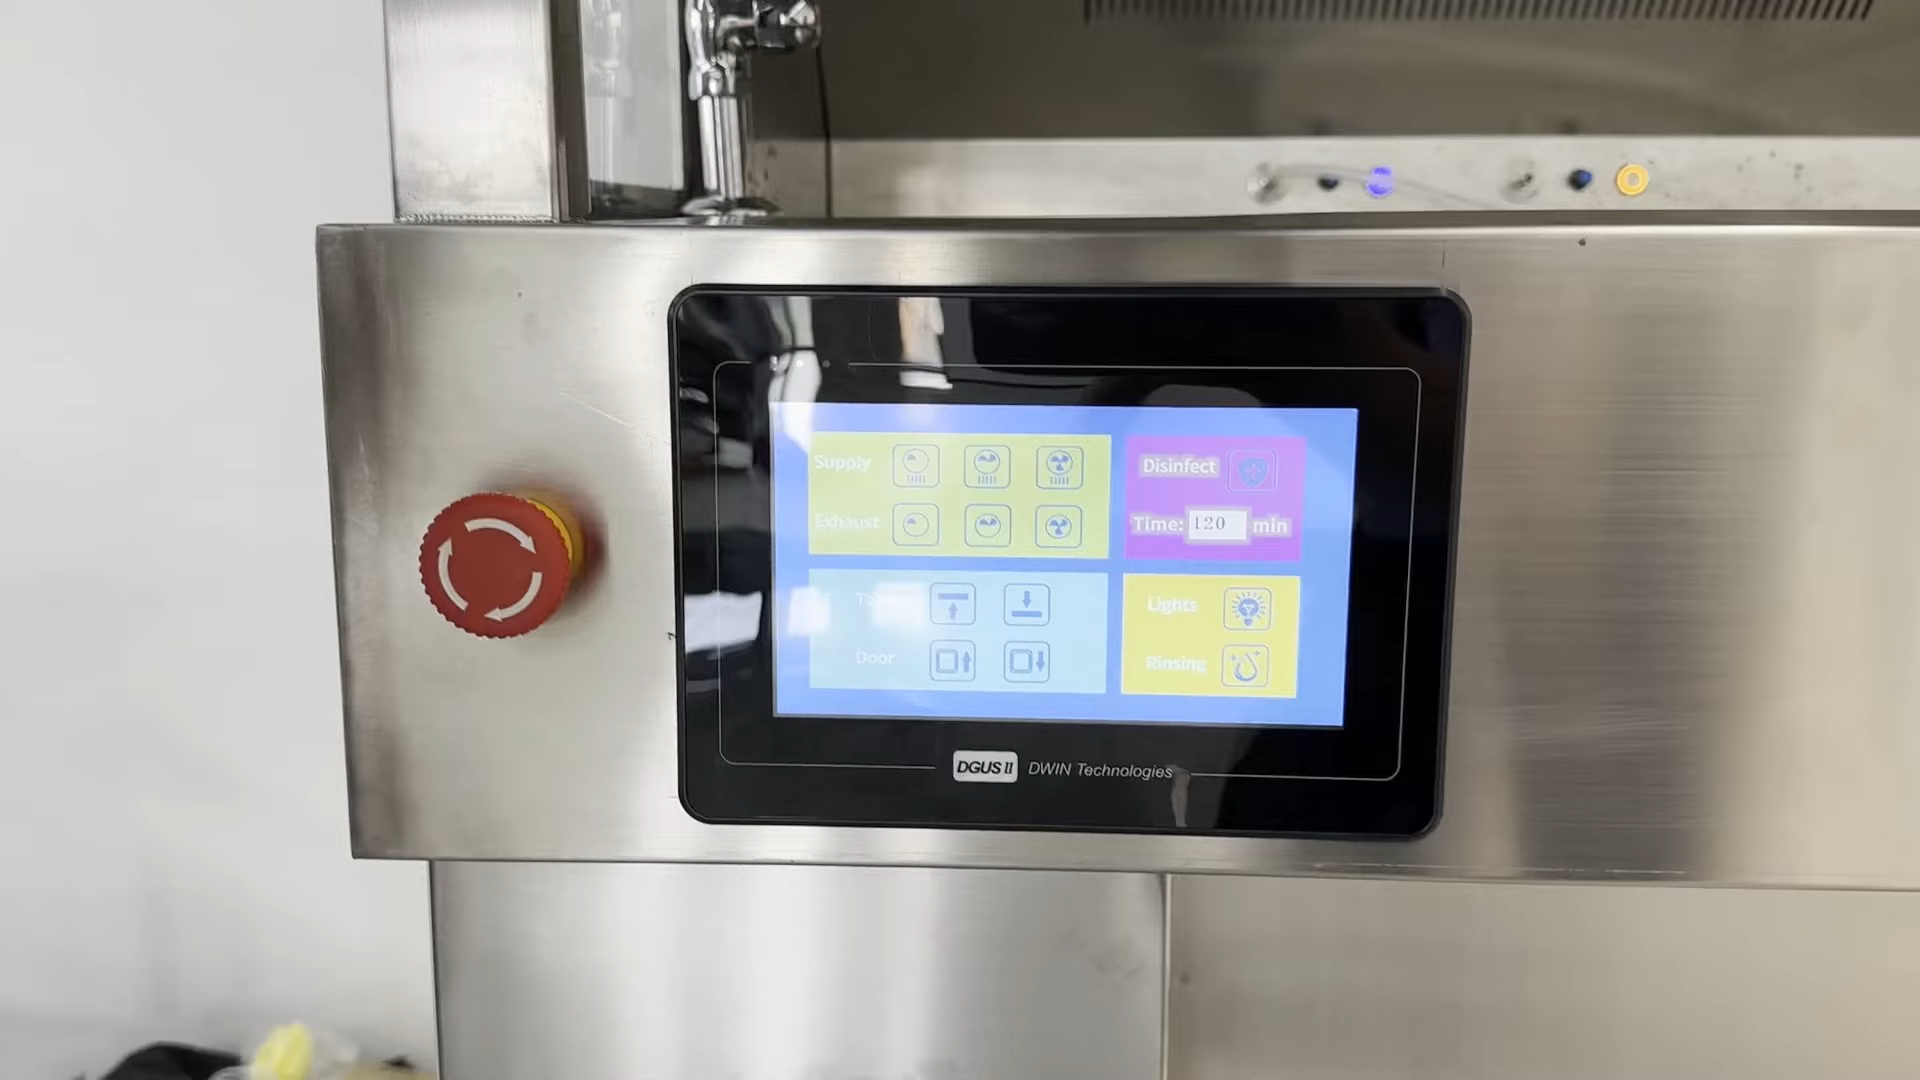 Supply
Exhaust
Disinfect
Time: 120 min
Door
Lights
Rinsing
DGUS II DWIN Technologies